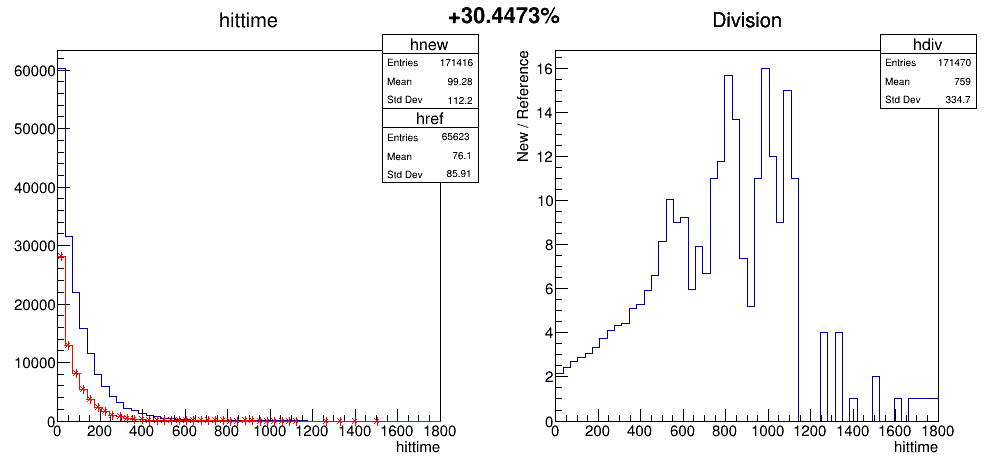 +30.4473%
hittime
hnew
Entries 171416
Mean 99.28
Std Dev 112.2
href
Entries 65623
Mean 76.1
Std Dev 85.91
60000
50000
40000
30000
20000
10000
0
0 200 400 600 800 1000 1200 1400 1600 1800
hittime
Division
hdiv
Entries 171470
Mean 759
Std Dev 334.7
New / Reference
16
14
12
10
8
6
4
2
0
0 200 400 600 800 1000 1200 1400 1600 1800
hittime